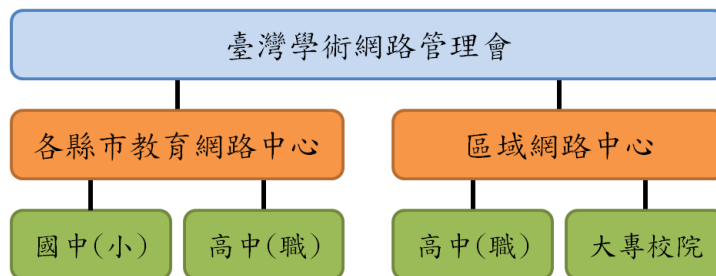 臺灣學術網路管理會
各縣市教育網路中心
區域網路中心
國中(小)
高中(職)
高中(職)
大專校院